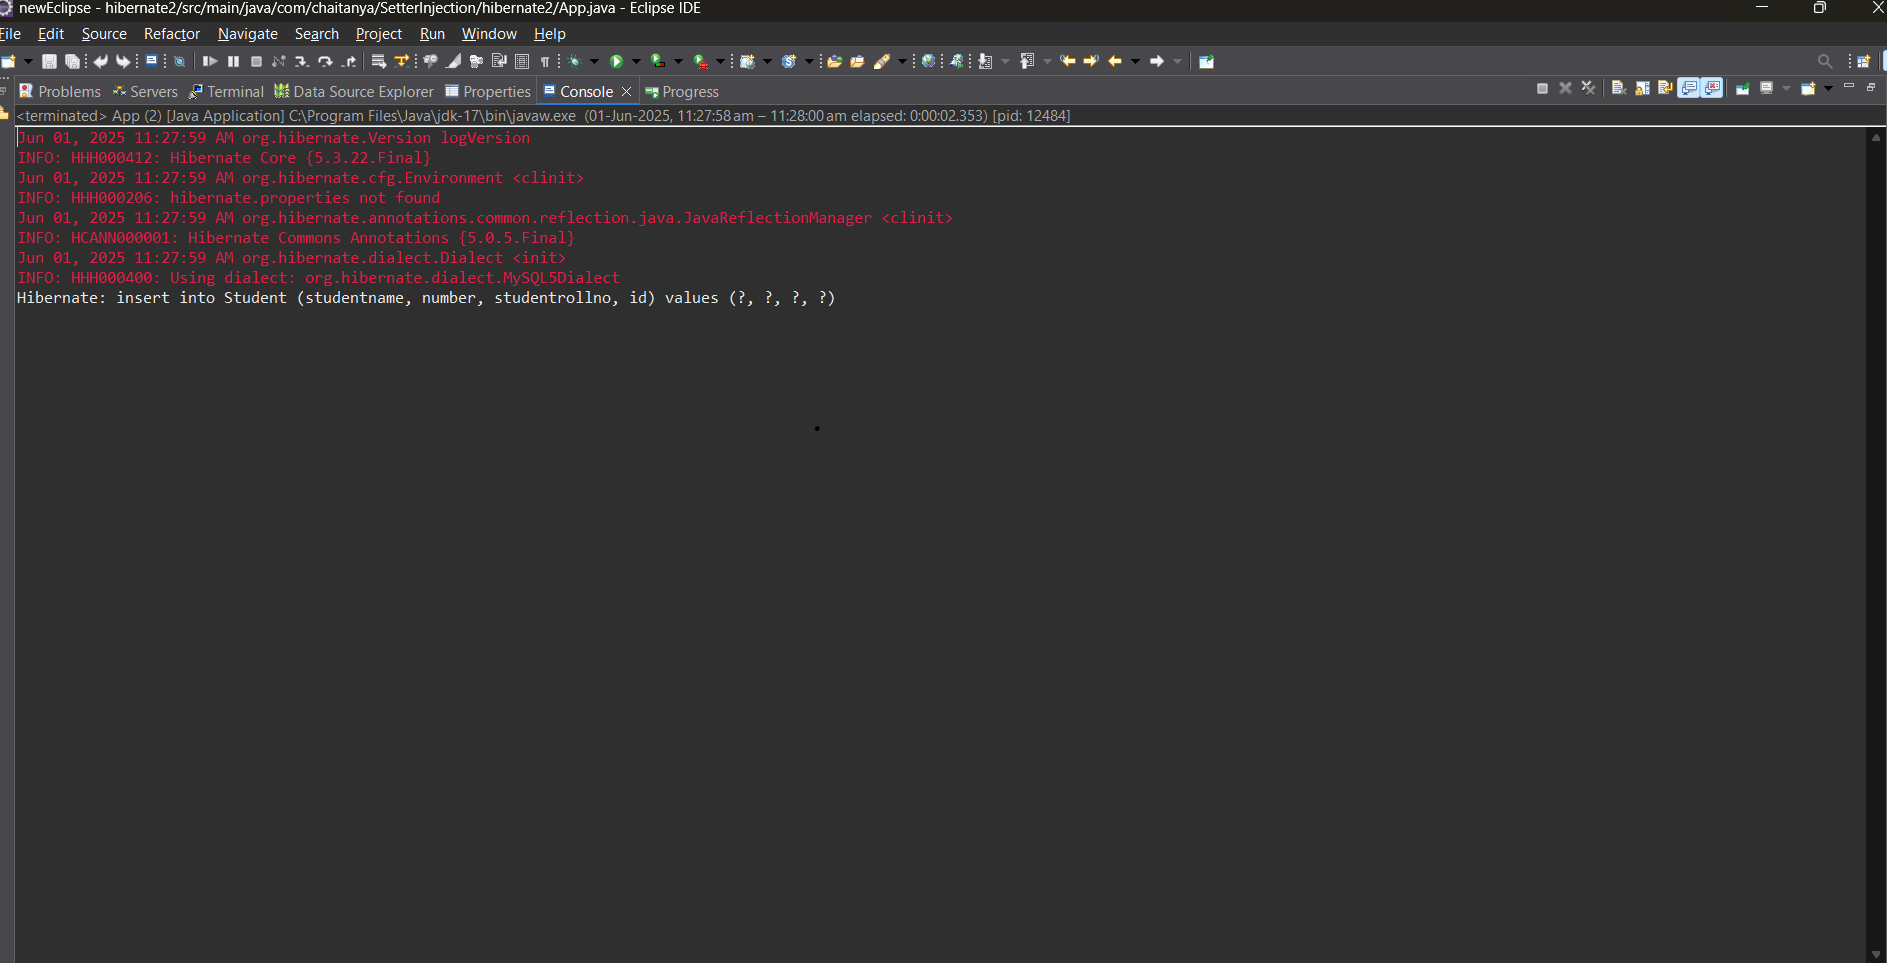 newEclipse - hibernate2/src/main/java/com/chaitanya/SetterInjection/hibernate2/App.java - Eclipse IDE
File Edit Source Refactor Navigate Search Project Run Window Help
Problems Servers Terminal Data Source Explorer Properties Console Progress
<terminated> App (2) [Java Application] C:\Program Files\Java\jdk-17\bin\javaw.exe (01-Jun-2025, 11:27:58 am – 11:28:00 am elapsed: 0:00:02.353) [pid: 12484]
Jun 01, 2025 11:27:59 AM org.hibernate.Version logVersion
INFO: HHH000412: Hibernate Core {5.3.22.Final}
Jun 01, 2025 11:27:59 AM org.hibernate.cfg.Environment <clinit>
INFO: HHH000206: hibernate.properties not found
Jun 01, 2025 11:27:59 AM org.hibernate.annotations.common.reflection.java.JavaReflectionManager <clinit>
INFO: HCANN000001: Hibernate Commons Annotations {5.0.5.Final}
Jun 01, 2025 11:27:59 AM org.hibernate.dialect.Dialect <init>
INFO: HHH000400: Using dialect: org.hibernate.dialect.MySQL5Dialect
Hibernate: insert into Student (studentname, number, studentrollno, id) values (?, ?, ?, ?)